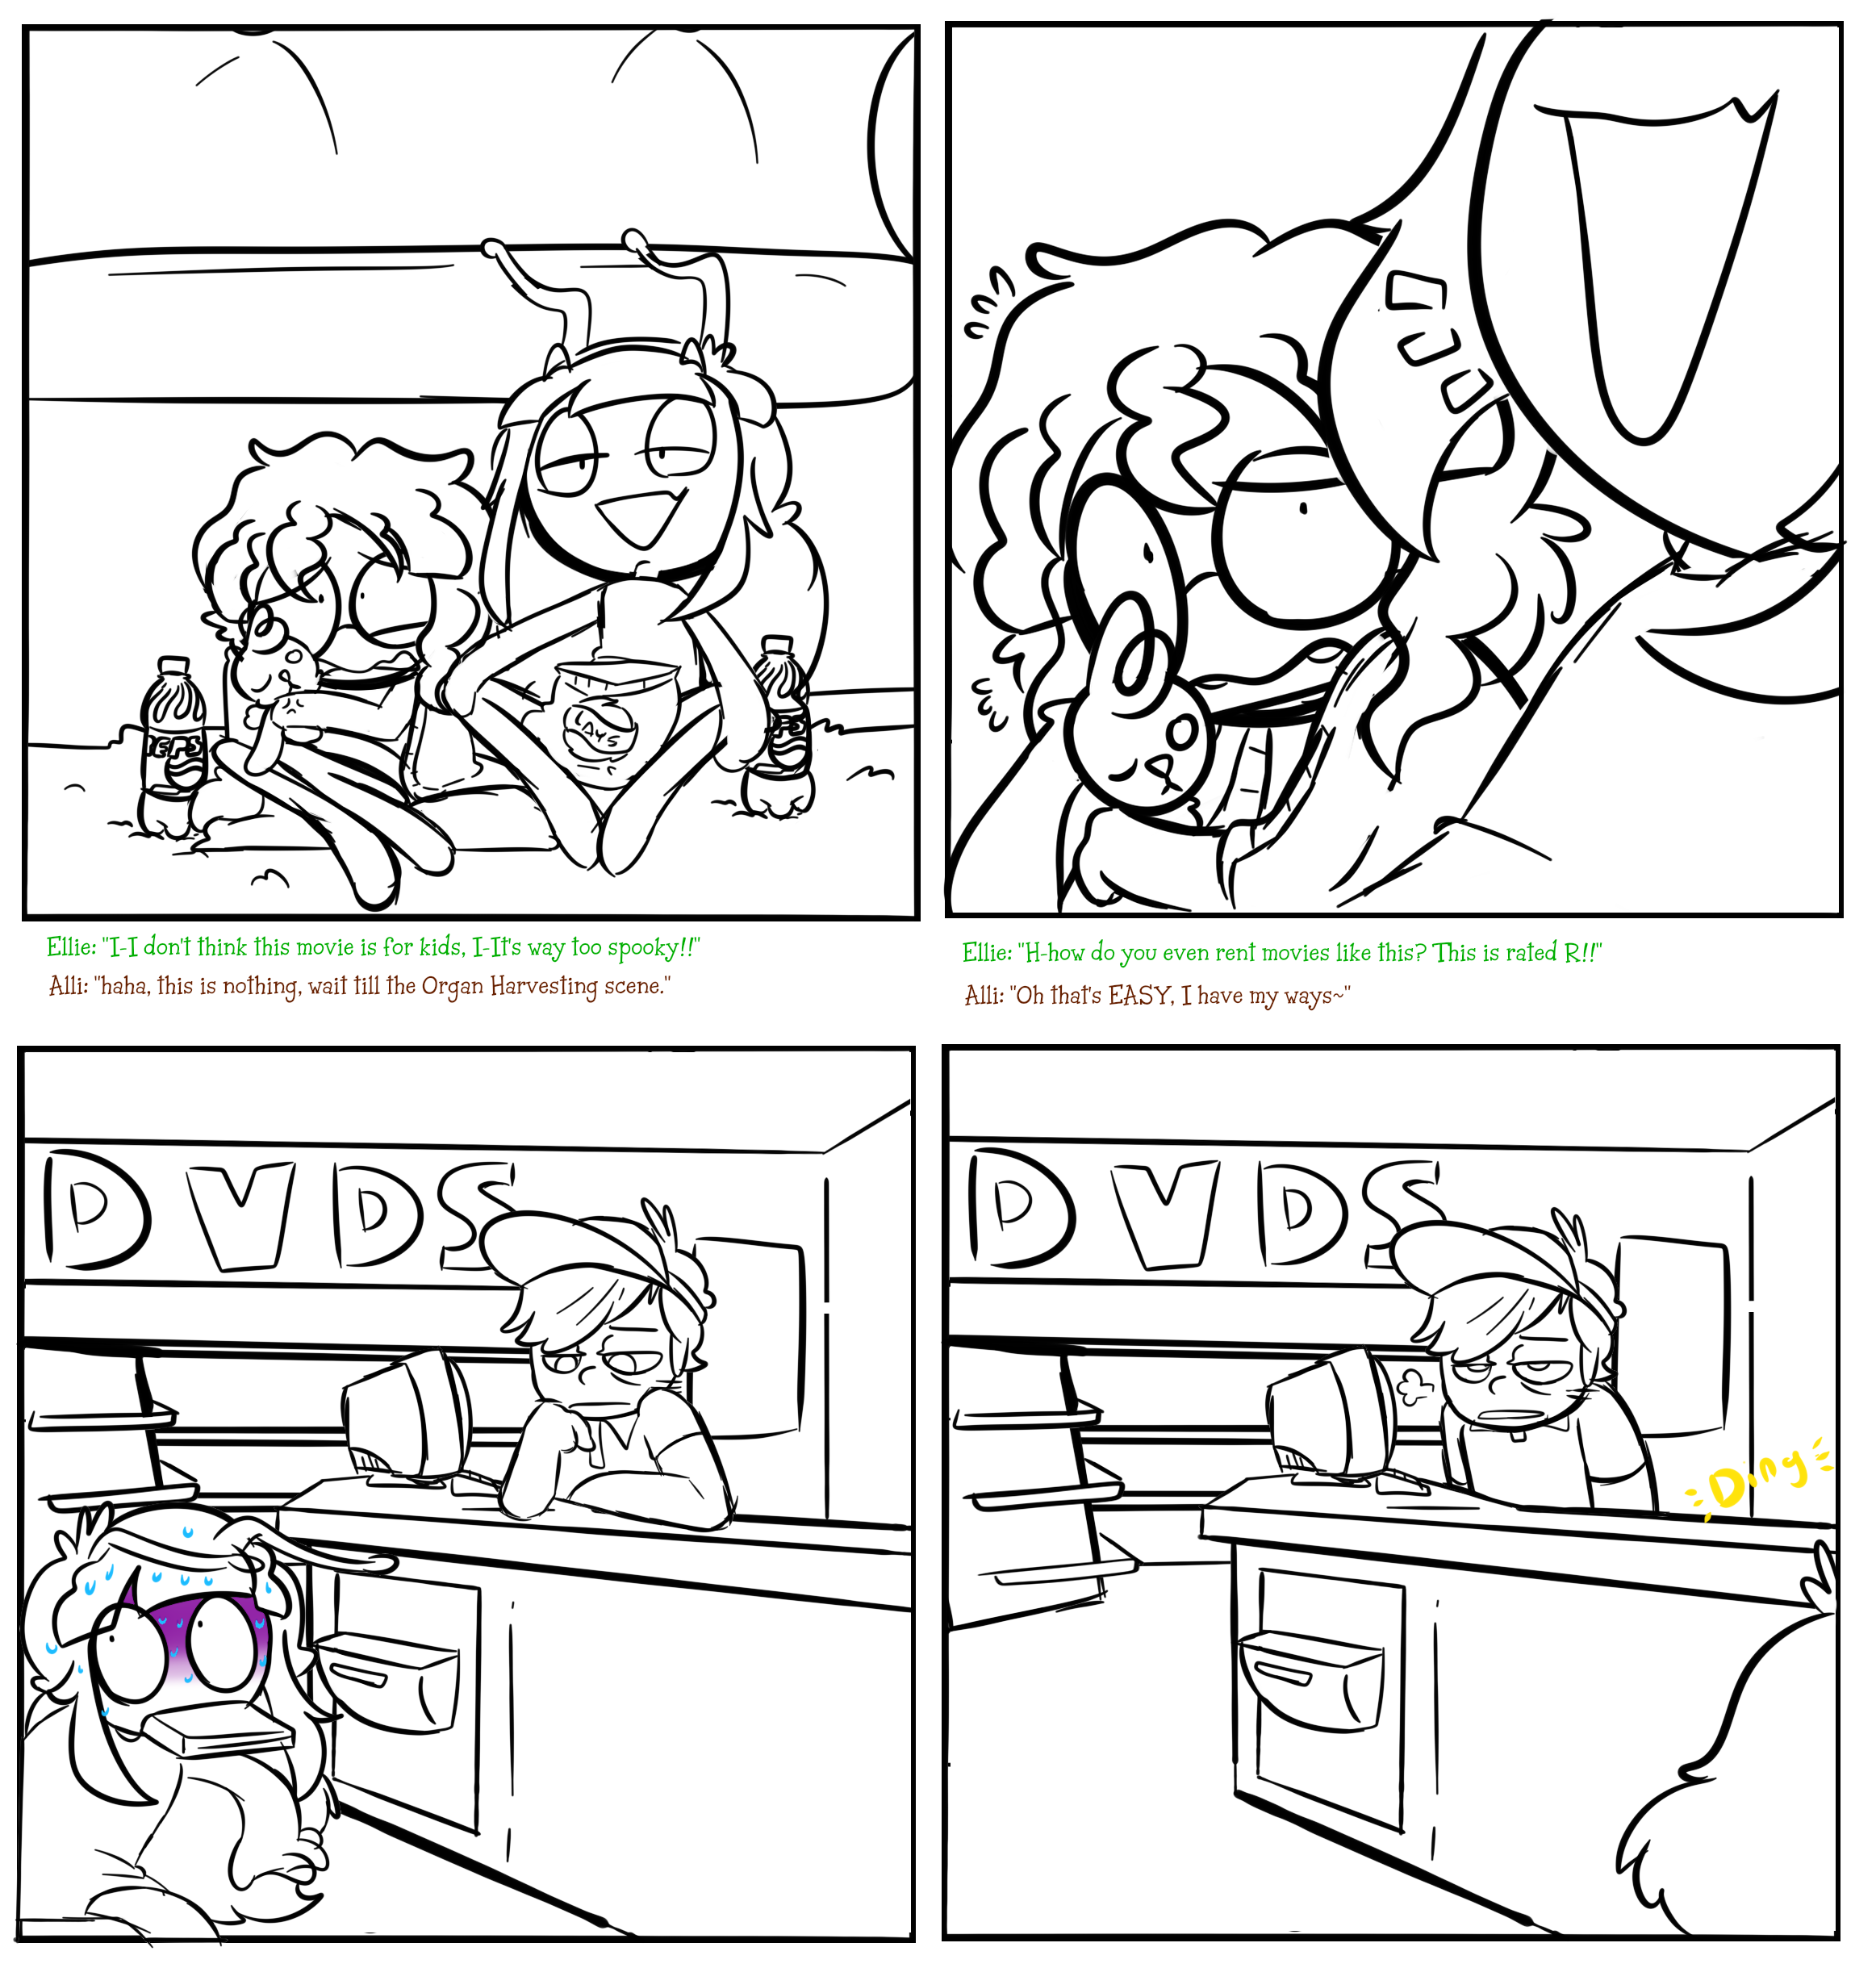 LAYS
PEPS
PS
Ellie: "I-I don't think this movie is for kids, I-It's way too spooky!!"
Alli: "haha, this is nothing, wait till the Organ Harvesting scene."
Ellie: "H-how do you even rent movies like this? This is rated R!!"
Alli: "Oh that's EASY, I have my ways~"
DVDS
DVDS
Ding